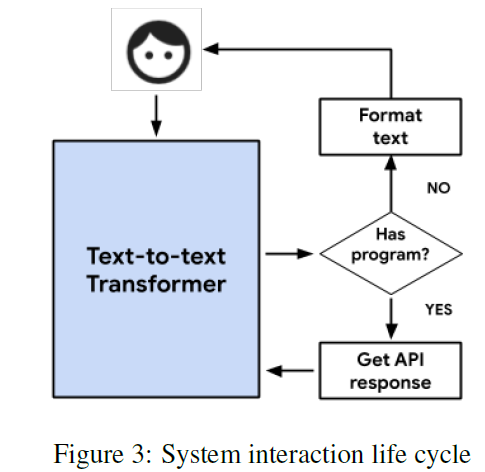 Format
text
NO
Has
program?
Text-to-text
Transformer
YES
Get API
response
Figure 3: System interaction life cycle